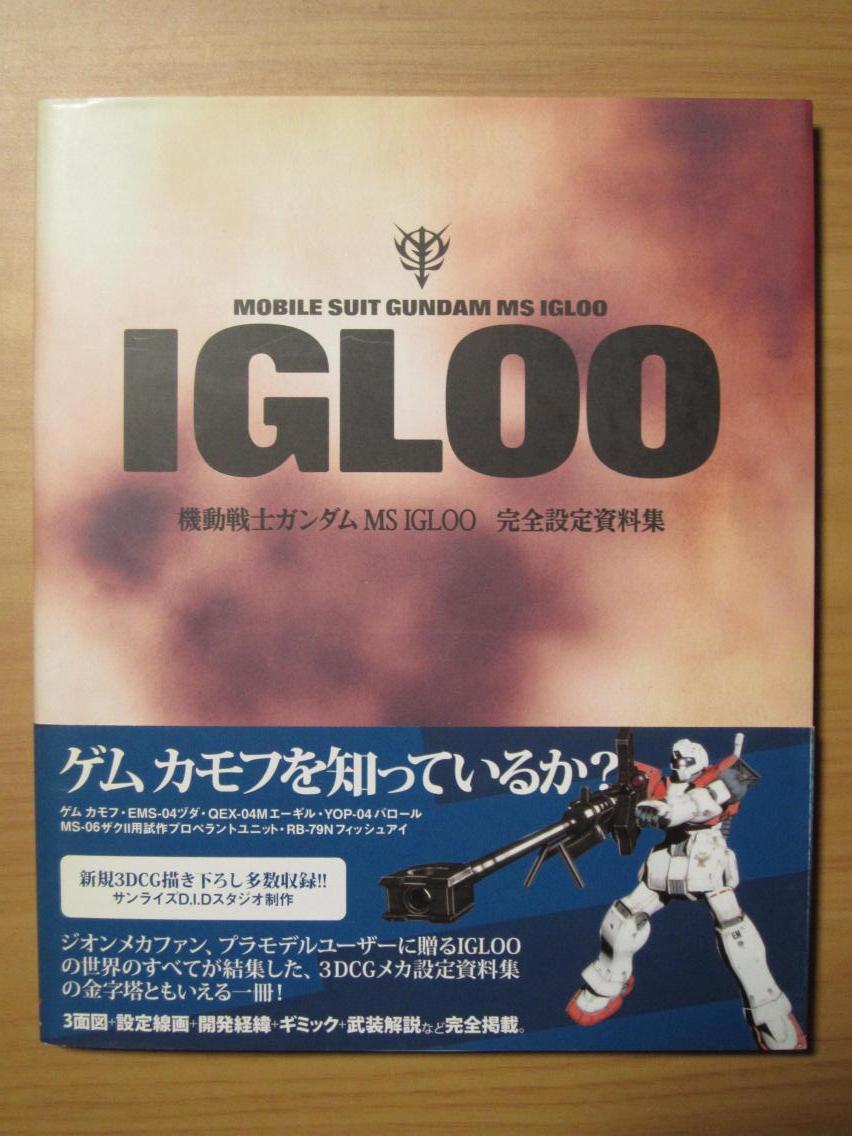 MOBILE SUIT GUNDAM MS IGLOO
IGLOO
機動戦士ガンダム MS IGLOO 完全設定資料集
ゲム カモフを知っているか?
ゲム カモフ・EMS-04ヅダ・QEX-04Mエーギル・YOP-04バロール
MS-06ザクII用試作プロペラントユニット・RB-79Nフィッシュアイ
新規3DCG描き下ろし多数収録!!
サンライズD.I.Dスタジオ制作
ジオンメカファン、プラモデルユーザーに贈るIGLOO
の世界のすべてが結集した、3DCGメカ設定資料集
の金字塔ともいえる一冊!
3面図+設定線画+開発経緯+ギミック+武装解説など完全掲載。
EN